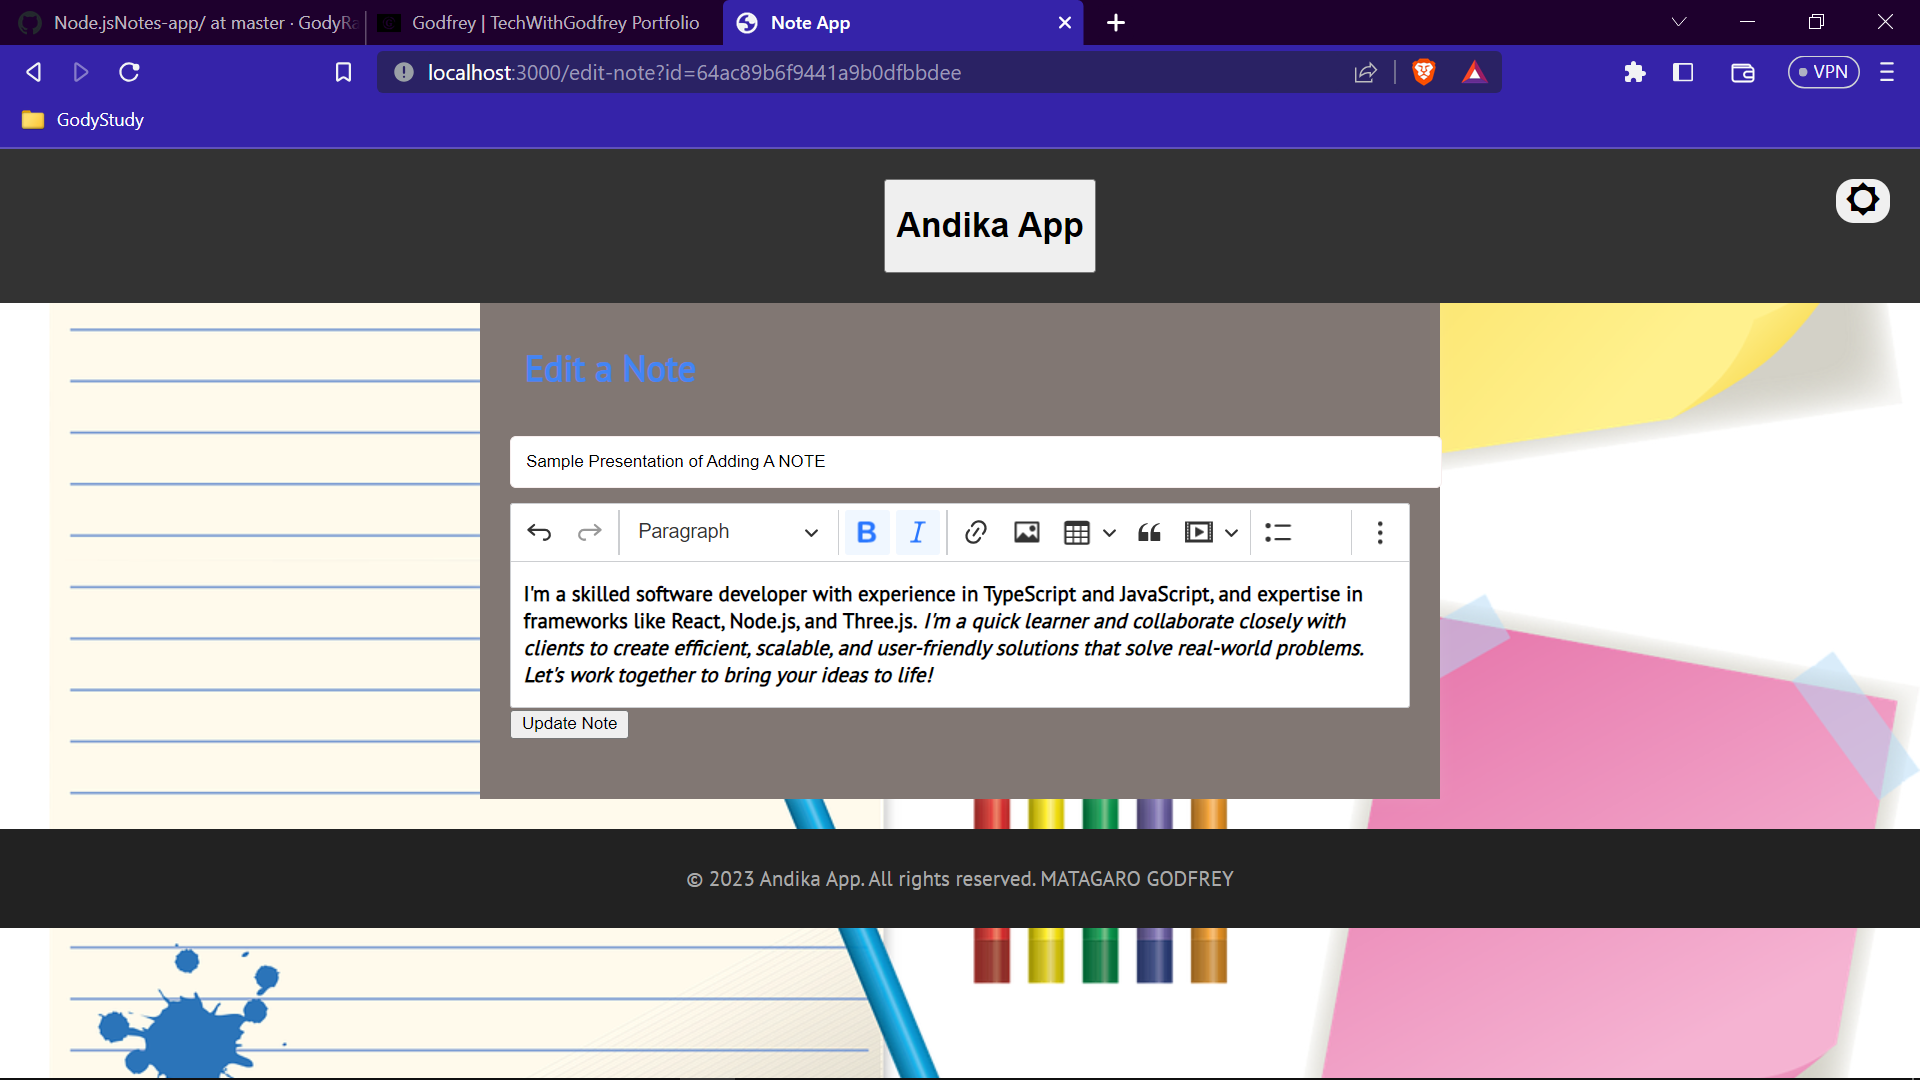 Node.jsNotes-app/ at master · GodyRa
Godfrey | TechWithGodfrey Portfolio
Note App
localhost:3000/edit-note?id=64ac89b6f9441a9b0dfbbdee
VPN
GodyStudy
Andika App
Edit a Note
Sample Presentation of Adding A NOTE
Paragraph
B I
I'm a skilled software developer with experience in TypeScript and JavaScript, and expertise in
frameworks like React, Node.js, and Three.js. I'm a quick learner and collaborate closely with
clients to create efficient, scalable, and user-friendly solutions that solve real-world problems.
Let's work together to bring your ideas to life!
Update Note
© 2023 Andika App. All rights reserved. MATAGARO GODFREY